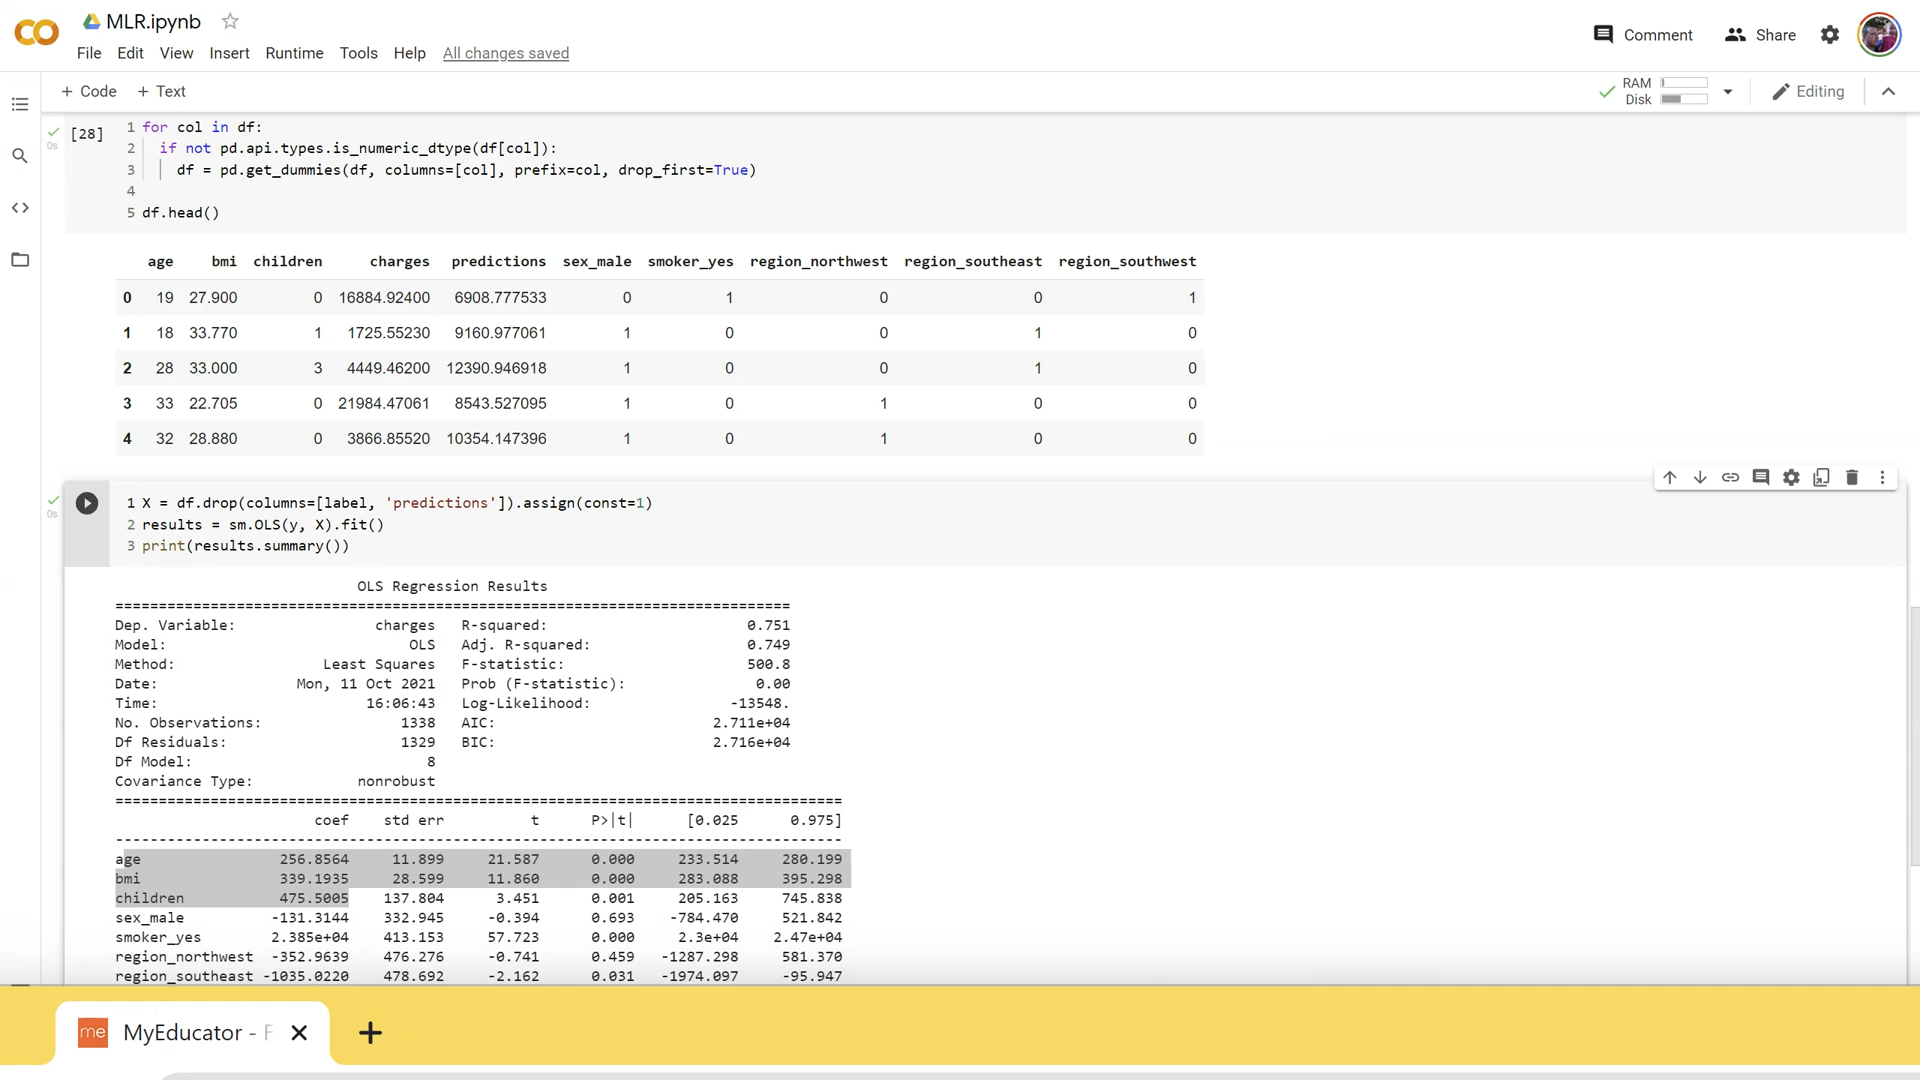 MLR.ipynb
File Edit View Insert Runtime Tools Help All changes saved
Comment Share
+ Code + Text
RAM
Disk
Editing
[28]
0s
1 for col in df:
2 if not pd.api.types.is_numeric_dtype(df[col]):
3 df = pd.get_dummies(df, columns=[col], prefix=col, drop_first=True)
4
5 df.head()
age bmi children charges predictions sex_male smoker_yes region_northwest region_southeast region_southwest
0 19 27.900 0 16884.92400 6908.777533 0 1 0 0 1
1 18 33.770 1 1725.55230 9160.977061 1 0 0 1 0
2 28 33.000 3 4449.46200 12390.946918 1 0 0 1 0
3 33 22.705 0 21984.47061 8543.527095 1 0 1 0 0
4 32 28.880 0 3866.85520 10354.147396 1 0 1 0 0
0s
1 X = df.drop(columns=[label, 'predictions']).assign(const=1)
2 results = sm.OLS(y, X).fit()
3 print(results.summary())
OLS Regression Results
==============================================================================
Dep. Variable: charges R-squared: 0.751
Model: OLS Adj. R-squared: 0.749
Method: Least Squares F-statistic: 500.8
Date: Mon, 11 Oct 2021 Prob (F-statistic): 0.00
Time: 16:06:43 Log-Likelihood: -13548.
No. Observations: 1338 AIC: 2.711e+04
Df Residuals: 1329 BIC: 2.716e+04
Df Model: 8
Covariance Type: nonrobust
====================================================================================
coef std err t P>|t| [0.025 0.975]
------------------------------------------------------------------------------------
age 256.8564 11.899 21.587 0.000 233.514 280.199
bmi 339.1935 28.599 11.860 0.000 283.088 395.298
children 475.5005 137.804 3.451 0.001 205.163 745.838
sex_male -131.3144 332.945 -0.394 0.693 -784.470 521.842
smoker_yes 2.385e+04 413.153 57.723 0.000 2.3e+04 2.47e+04
region_northwest -352.9639 476.276 -0.741 0.459 -1287.298 581.370
region_southeast -1035.0220 478.692 -2.162 0.031 -1974.097 -95.947
me MyEducator - F